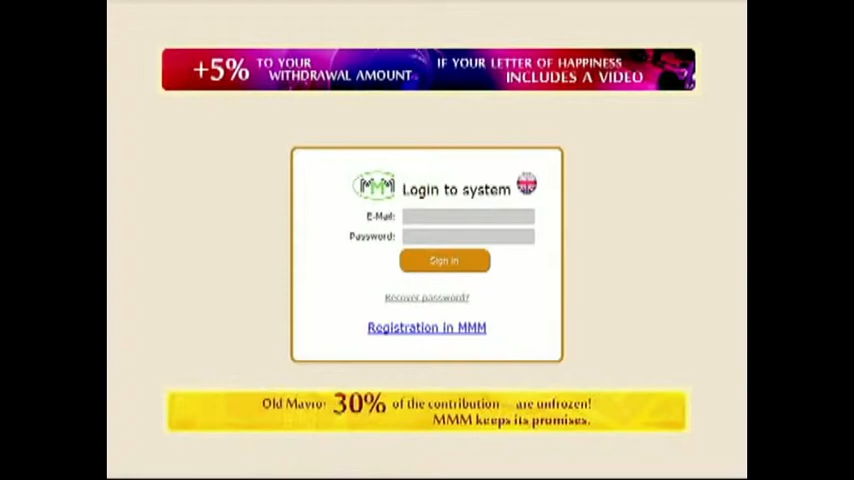 +5% TO YOUR WITHDRAWAL AMOUNT
IF YOUR LETTER OF HAPPINESS INCLUDES A VIDEO
MMM
Login to system
E-Mail:
Password:
Sign in
Recover password?
Registration in MMM
Old Mavro: 30% of the contribution are unfrozen!
MMM keeps its promises.